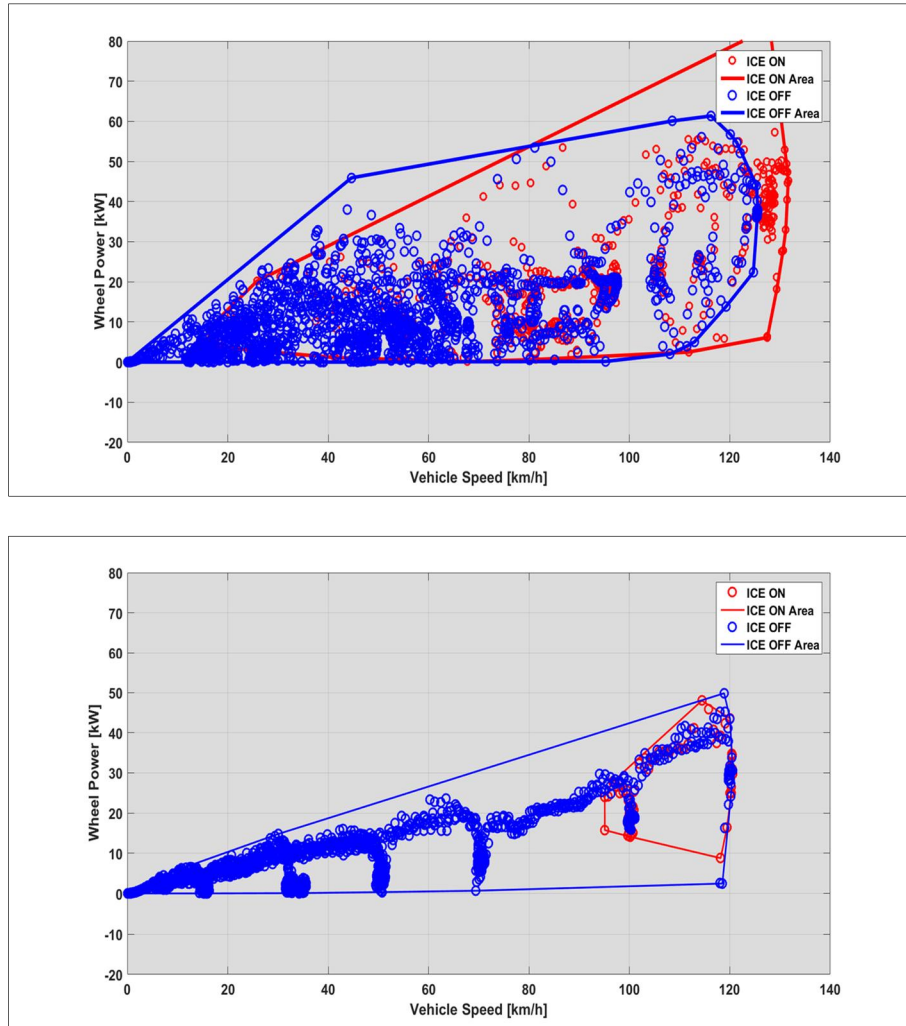 80
70
60
50
40
30
20
10
0
-10
-20
Wheel Power [kW]
ICE ON
ICE ON Area
ICE OFF
ICE OFF Area
0 20 40 60 80 100 120 140
Vehicle Speed [km/h]
80
70
60
50
40
30
20
10
0
-10
-20
Wheel Power [kW]
ICE ON
ICE ON Area
ICE OFF
ICE OFF Area
0 20 40 60 80 100 120 140
Vehicle Speed [km/h]